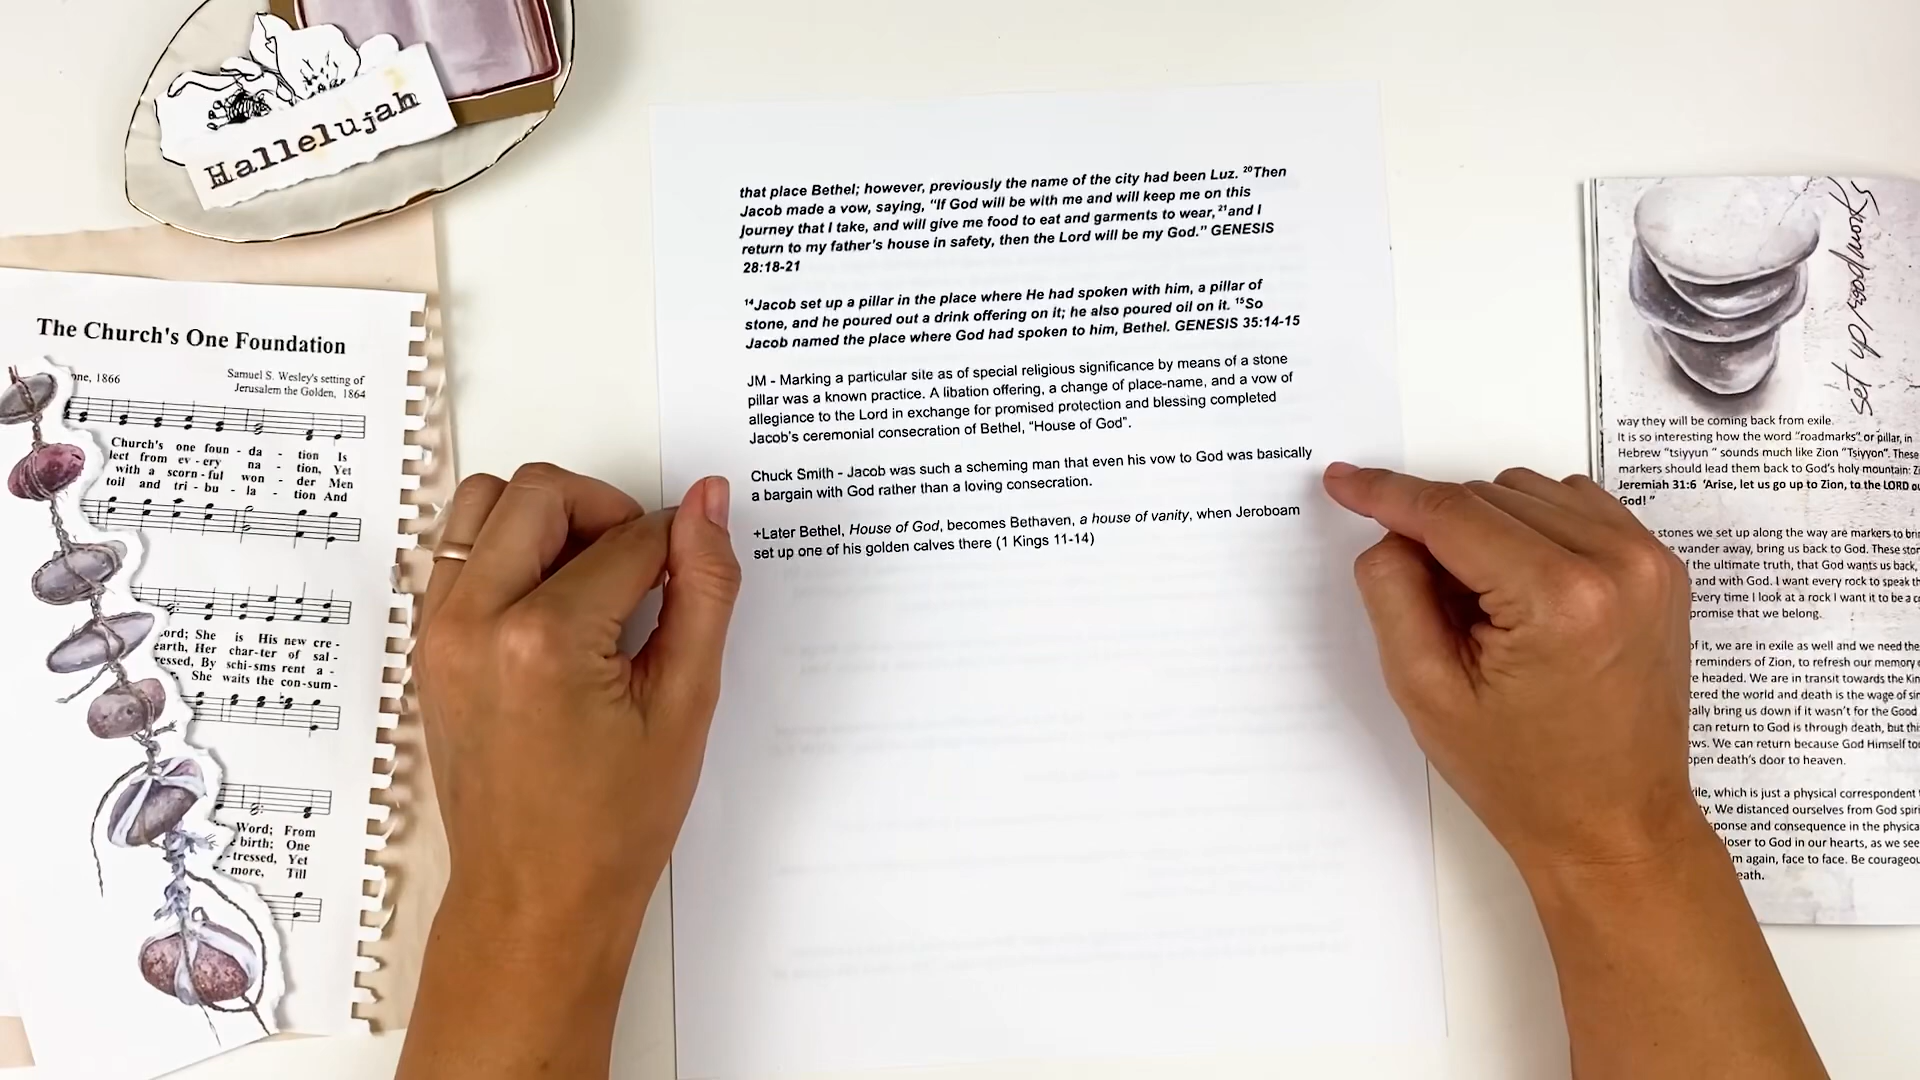 Hallelujah
The Church's One Foundation
one, 1866
Samuel S. Wesley's setting of
Jerusalem the Golden, 1864
Church's one foun - da - tion Is
lect from ev - ery na - tion, Yet
with a scorn - ful won - der Men
toil and tri - bu - la - tion And
Lord; She is His new cre -
earth, Her char - ter of sal -
ressed, By schi - sms rent a -
She waits the con - sum -
Word; From
birth; One
- tressed, Yet
- more, Till
that place Bethel; however, previously the name of the city had been Luz. 20Then
Jacob made a vow, saying, “If God will be with me and will keep me on this
journey that I take, and will give me food to eat and garments to wear, 21and I
return to my father’s house in safety, then the Lord will be my God.” GENESIS
28:18-21
14Jacob set up a pillar in the place where He had spoken with him, a pillar of
stone, and he poured out a drink offering on it; he also poured oil on it. 15So
Jacob named the place where God had spoken to him, Bethel. GENESIS 35:14-15
JM - Marking a particular site as of special religious significance by means of a stone
pillar was a known practice. A libation offering, a change of place-name, and a vow of
allegiance to the Lord in exchange for promised protection and blessing completed
Jacob’s ceremonial consecration of Bethel, “House of God”.
Chuck Smith - Jacob was such a scheming man that even his vow to God was basically
a bargain with God rather than a loving consecration.
+Later Bethel, House of God, becomes Bethaven, a house of vanity, when Jeroboam
set up one of his golden calves there (1 Kings 11-14)
set up roadmarks
way they will be coming back from exile.
It is so interesting how the word “roadmarks” or pillar, in
Hebrew “tsiyyun “ sounds much like Zion “Tsiyyon”. These
markers should lead them back to God’s holy mountain: Zi
Jeremiah 31:6 ‘Arise, let us go up to Zion, to the LORD ou
God!”
stones we set up along the way are markers to brin
wander away, bring us back to God. These stor
f the ultimate truth, that God wants us back,
and with God. I want every rock to speak th
Every time I look at a rock I want it to be a co
promise that we belong.
of it, we are in exile as well and we need the
reminders of Zion, to refresh our memory
e headed. We are in transit towards the Kin
tered the world and death is the wage of sin
eally bring us down if it wasn’t for the Good
can return to God is through death, but thi
ews. We can return because God Himself to
open death’s door to heaven.
ile, which is just a physical correspondent
ty. We distanced ourselves from God spiri
ponse and consequence in the physica
loser to God in our hearts, as we see
m again, face to face. Be courageou
eath.